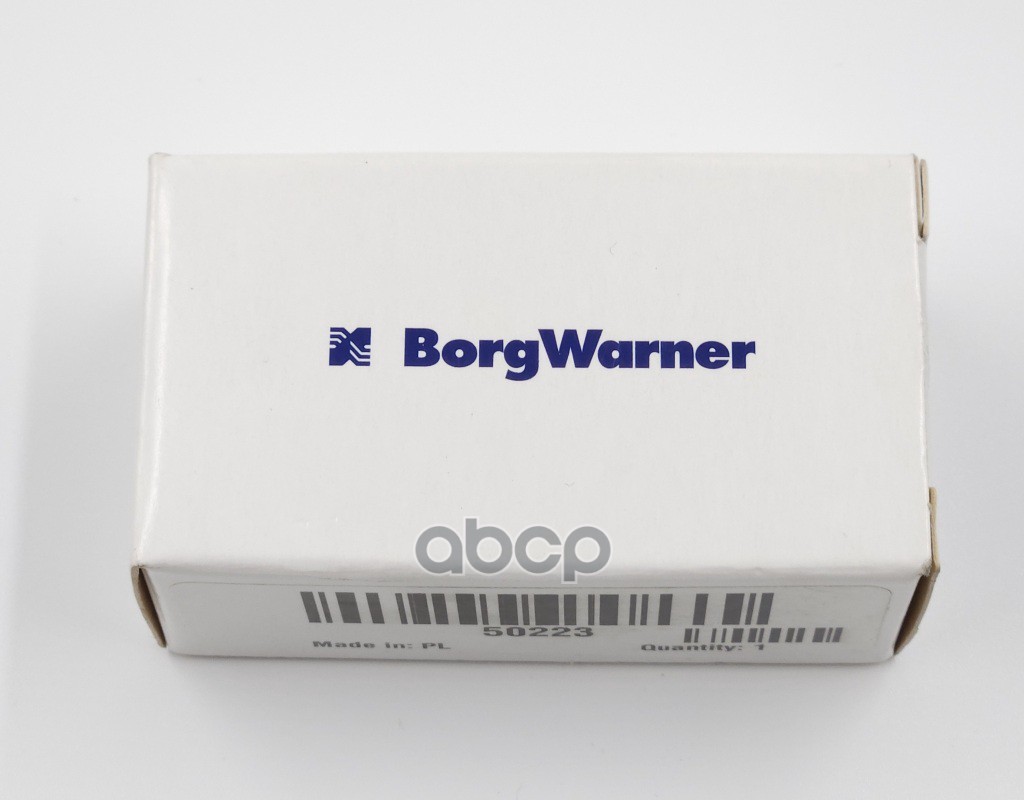 BorgWarner
abcp
50223
Made in: PL
Quantity: 1